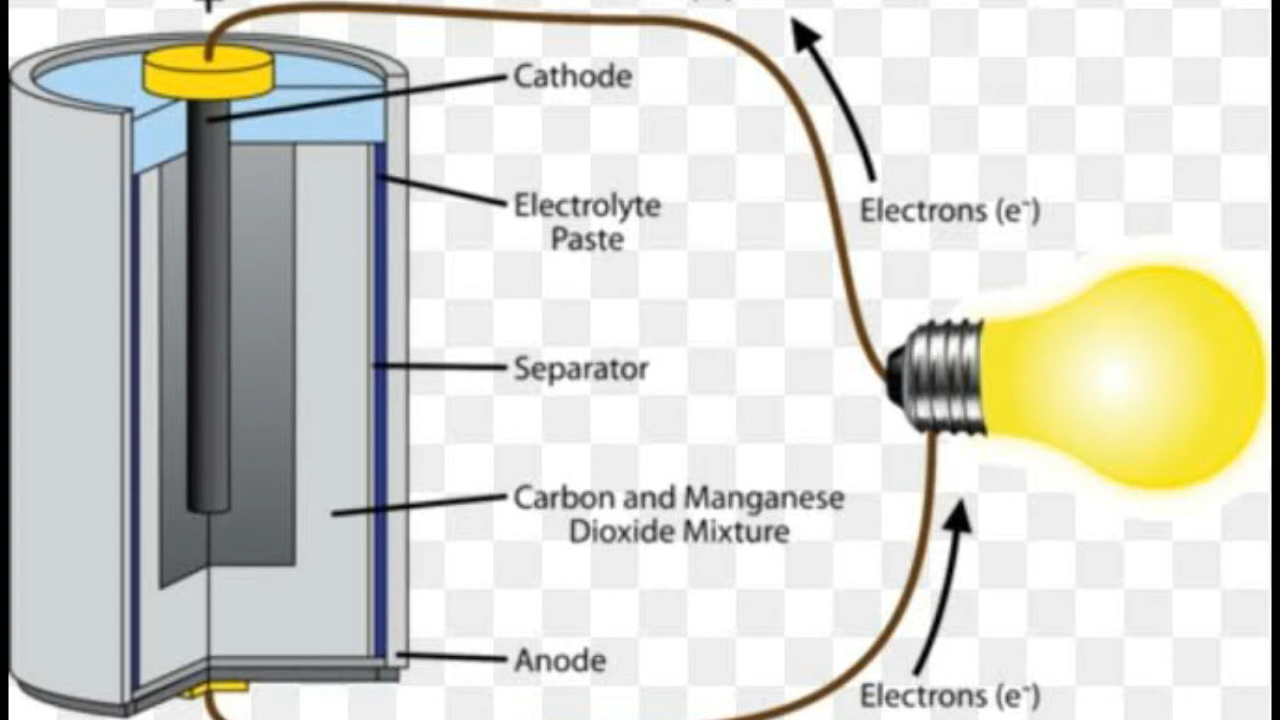 +
Cathode
Electrolyte
Paste
Electrons (e⁻)
Separator
Carbon and Manganese
Dioxide Mixture
Anode
Electrons (e⁻)